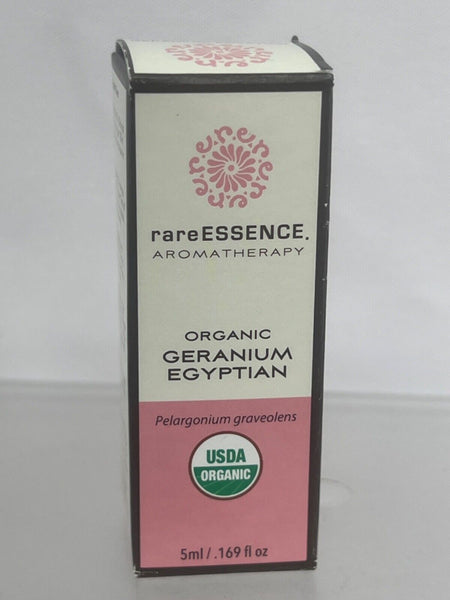 rareESSENCE.
AROMATHERAPY
ORGANIC
GERANIUM
EGYPTIAN
Pelargonium graveolens
USDA
ORGANIC
5ml / .169 fl oz